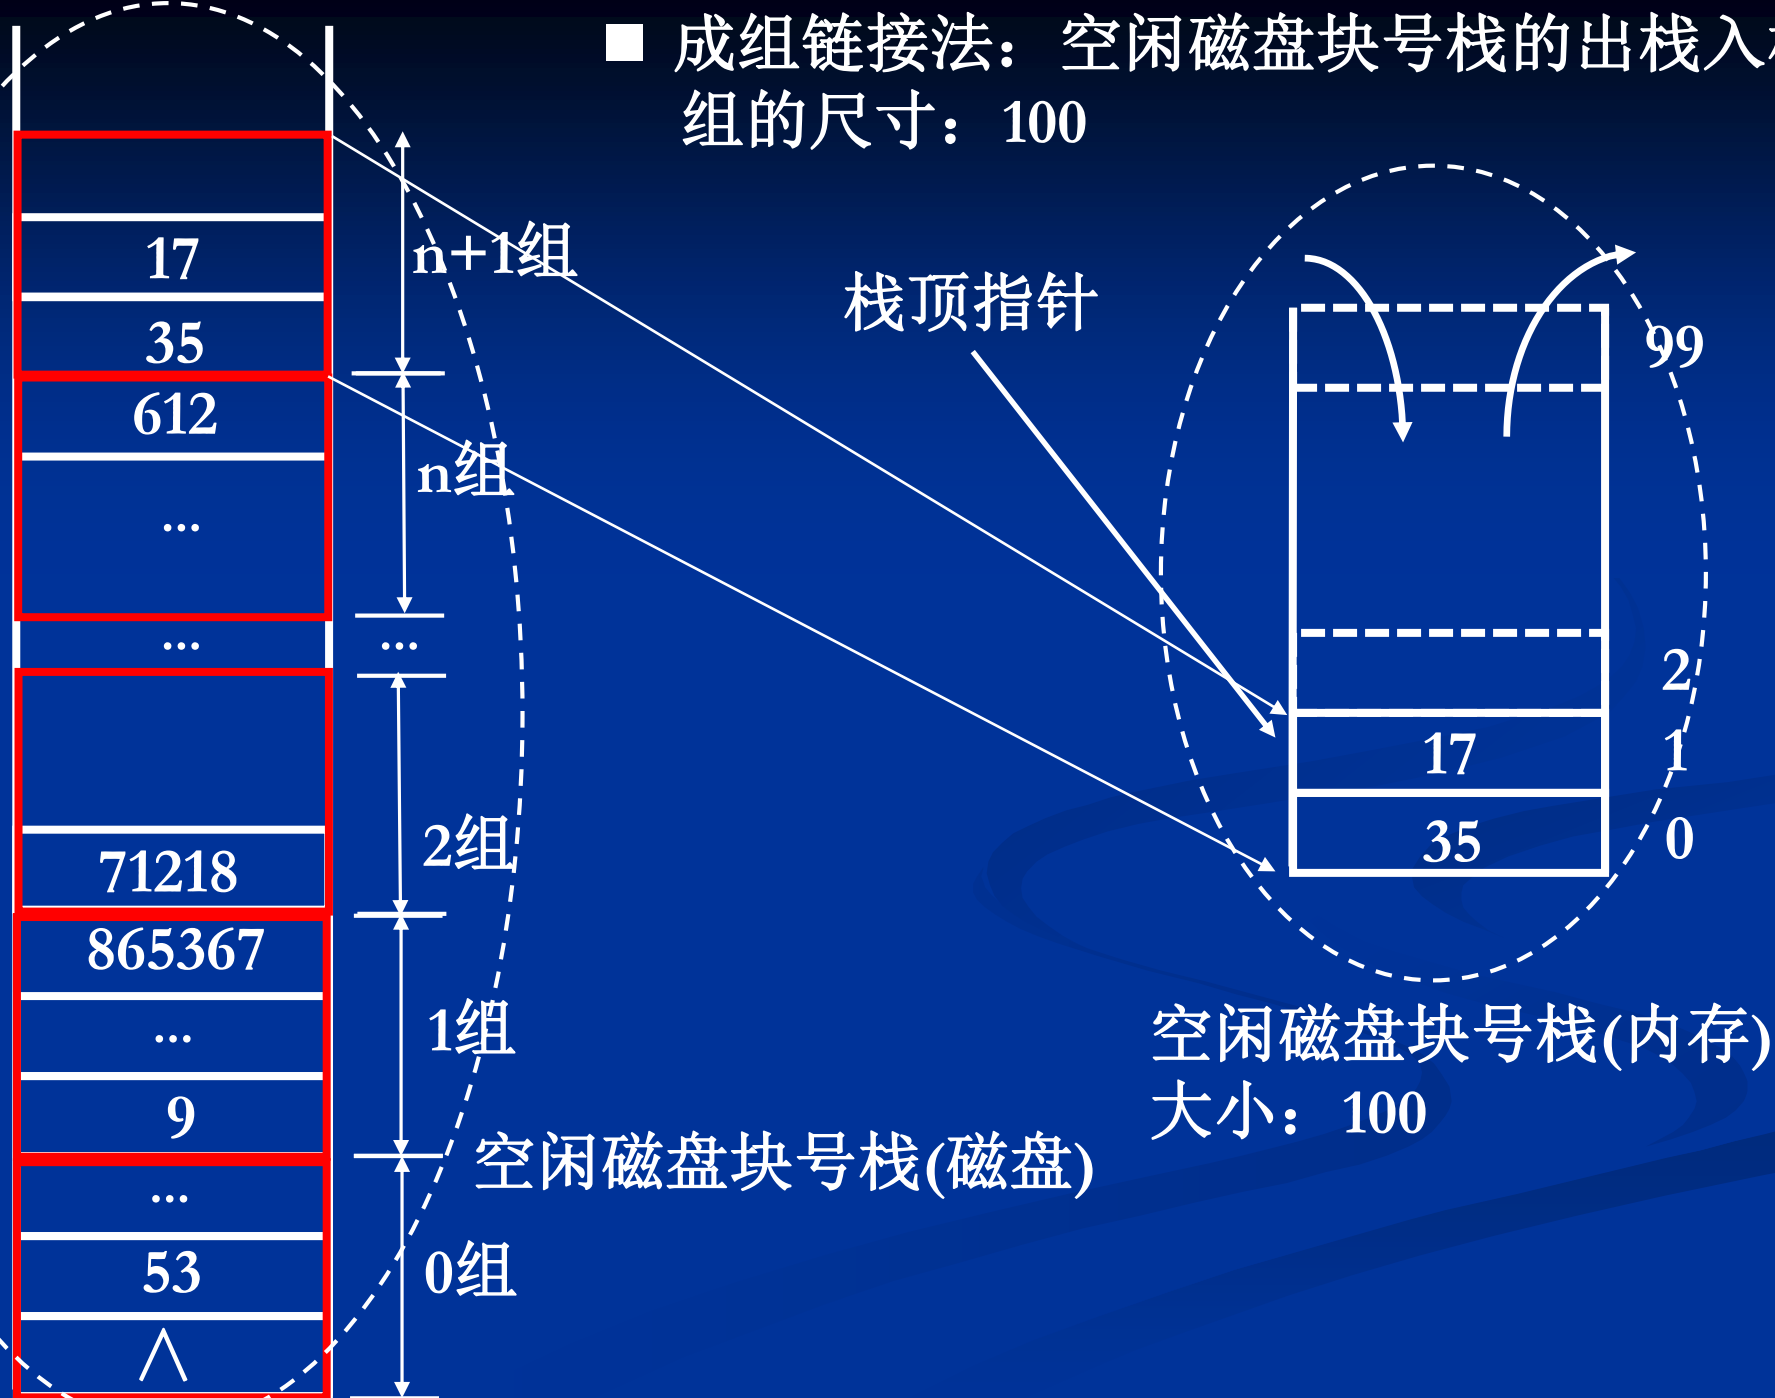 成组链接法：空闲磁盘块号栈的出栈入
组的尺寸：100
17
35
612
...
...
71218
865367
...
9
...
53
∧
n+1组
n组
...
2组
1组
0组
空闲磁盘块号栈(磁盘)
栈顶指针
99
2
17
1
35
0
空闲磁盘块号栈(内存)
大小：100